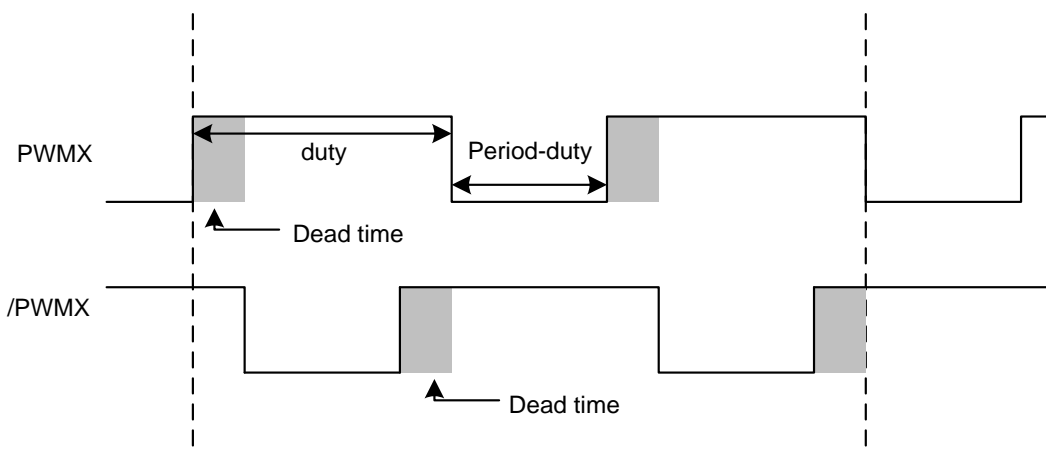 PWMX
duty
Period-duty
Dead time
/PWMX
Dead time